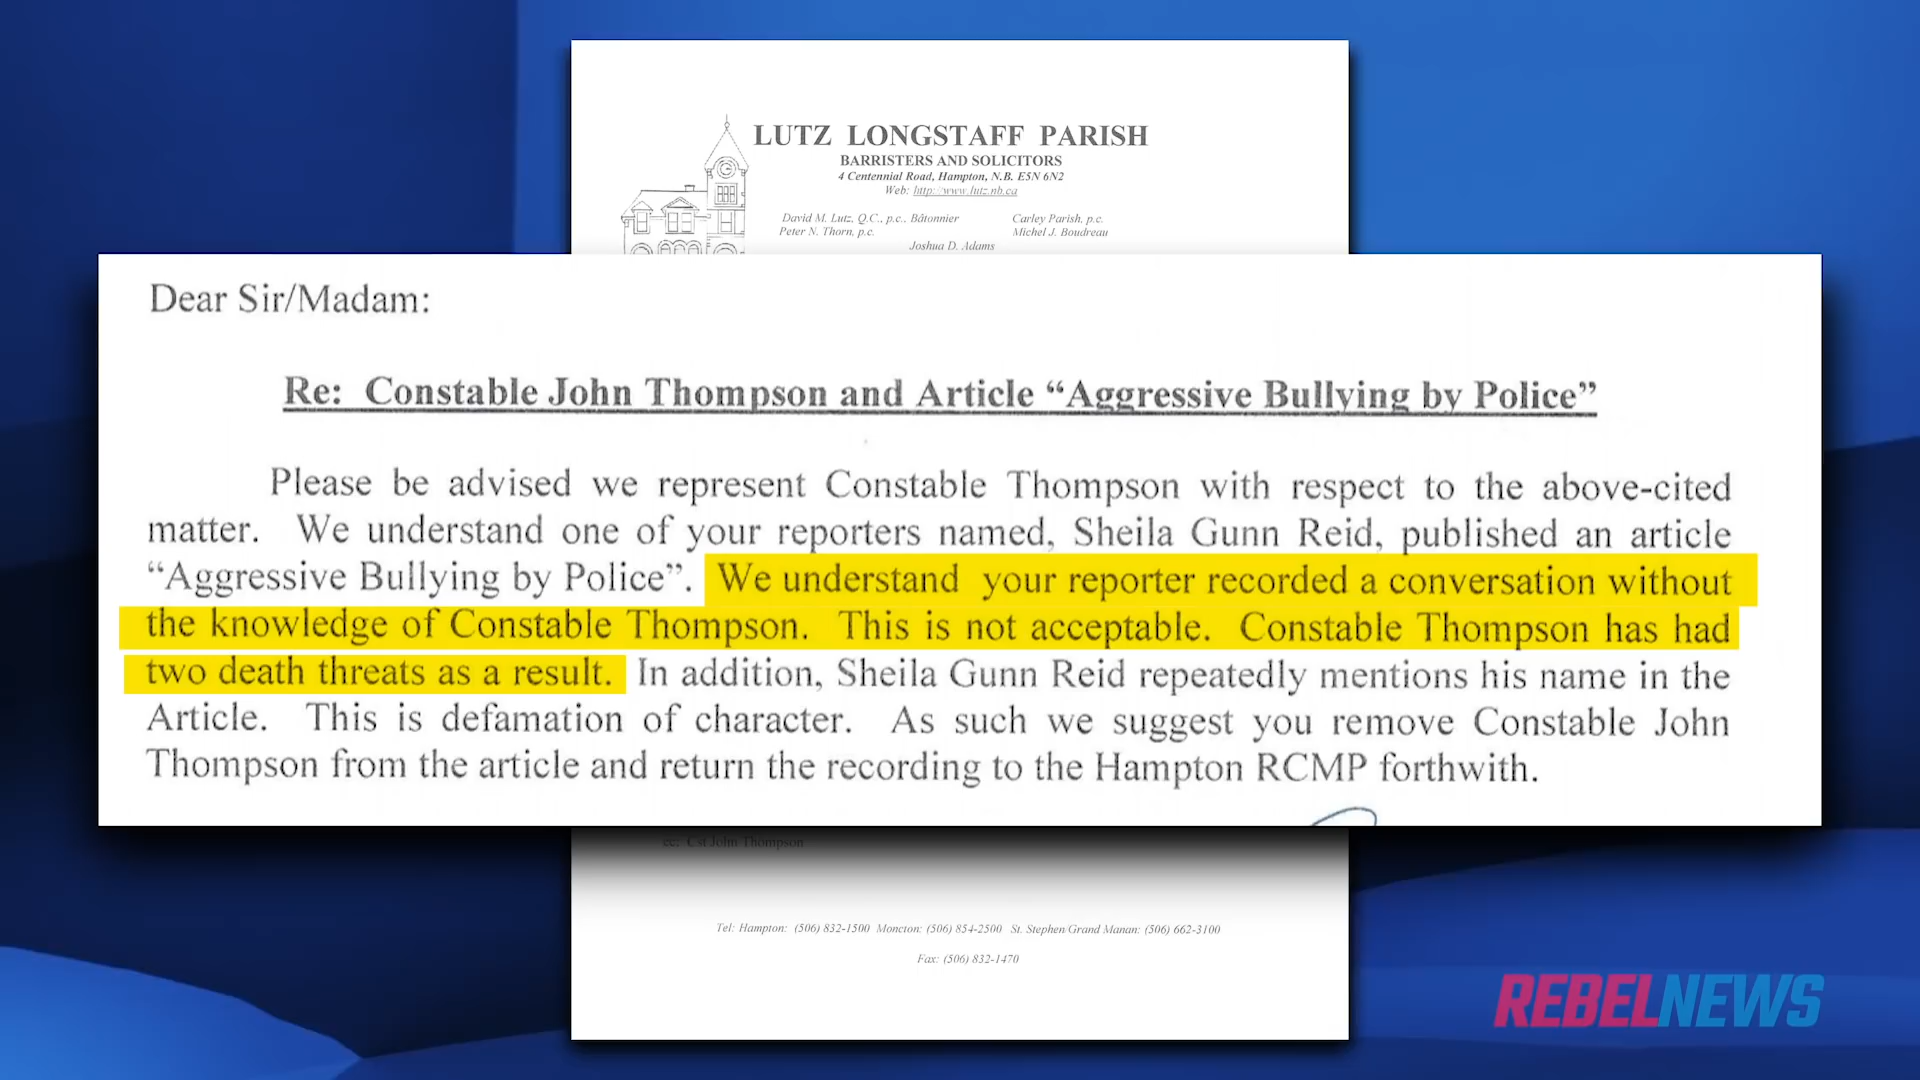 LUTZ LONGSTAFF PARISH
BARRISTERS AND SOLICITORS
4 Centennial Road, Hampton, N.B. E5N 6N2
Web: http://www.lutz.nb.ca
David M. Lutz, Q.C., p.c., Bâtonnier Carley Parish, p.c.
Peter N. Thorn, p.c. Michel J. Boudreau
Joshua D. Adams
Dear Sir/Madam:
Re: Constable John Thompson and Article “Aggressive Bullying by Police”
Please be advised we represent Constable Thompson with respect to the above-cited
matter. We understand one of your reporters named, Sheila Gunn Reid, published an article
“Aggressive Bullying by Police”. We understand your reporter recorded a conversation without
the knowledge of Constable Thompson. This is not acceptable. Constable Thompson has had
two death threats as a result. In addition, Sheila Gunn Reid repeatedly mentions his name in the
Article. This is defamation of character. As such we suggest you remove Constable John
Thompson from the article and return the recording to the Hampton RCMP forthwith.
cc: Cst John Thompson
Tel: Hampton: (506) 832-1500 Moncton: (506) 854-2500 St. Stephen/Grand Manan: (506) 662-3100
Fax: (506) 832-1470
REBELNEWS